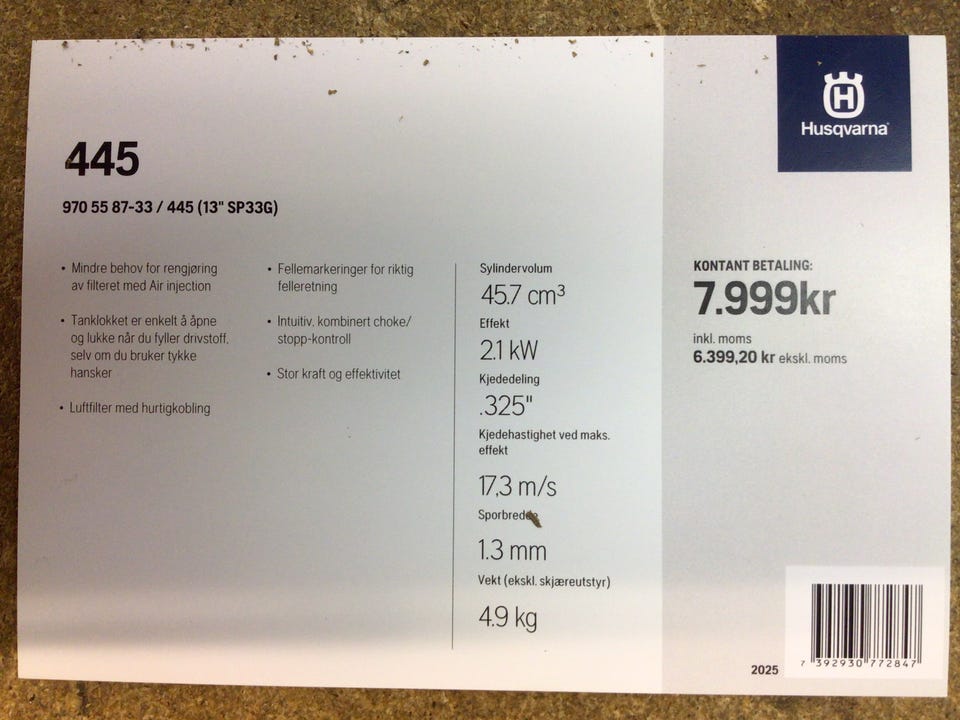 H
Husqvarna
445
970 55 87-33 / 445 (13" SP33G)
• Mindre behov for rengjøring
av filteret med Air injection
• Tanklokket er enkelt å åpne
og lukke når du fyller drivstoff,
selv om du bruker tykke
hansker
• Luftfilter med hurtigkobling
• Fellemarkeringer for riktig
felleretning
• Intuitiv, kombinert choke/
stopp-kontroll
• Stor kraft og effektivitet
Sylindervolum
45.7 cm³
Effekt
2.1 kW
Kjededeling
.325"
Kjedehastighet ved maks.
effekt
17,3 m/s
Sporbredde
1.3 mm
Vekt (ekskl. skjæreutstyr)
4.9 kg
KONTANT BETALING:
7.999kr
inkl. moms
6.399,20 kr ekskl. moms
2025
7 392930 772847